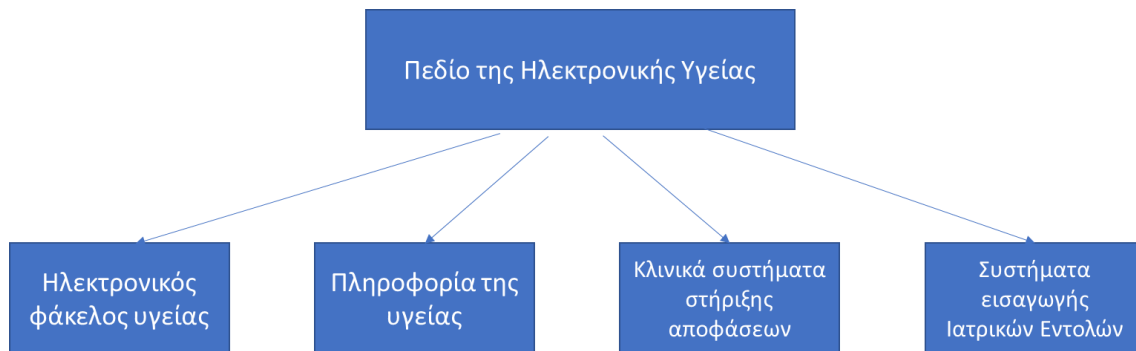 Πεδίο της Ηλεκτρονικής Υγείας
Ηλεκτρονικός
φάκελος υγείας
Πληροφορία της
υγείας
Κλινικά συστήματα
στήριξης
αποφάσεων
Συστήματα
εισαγωγής
Ιατρικών Εντολών